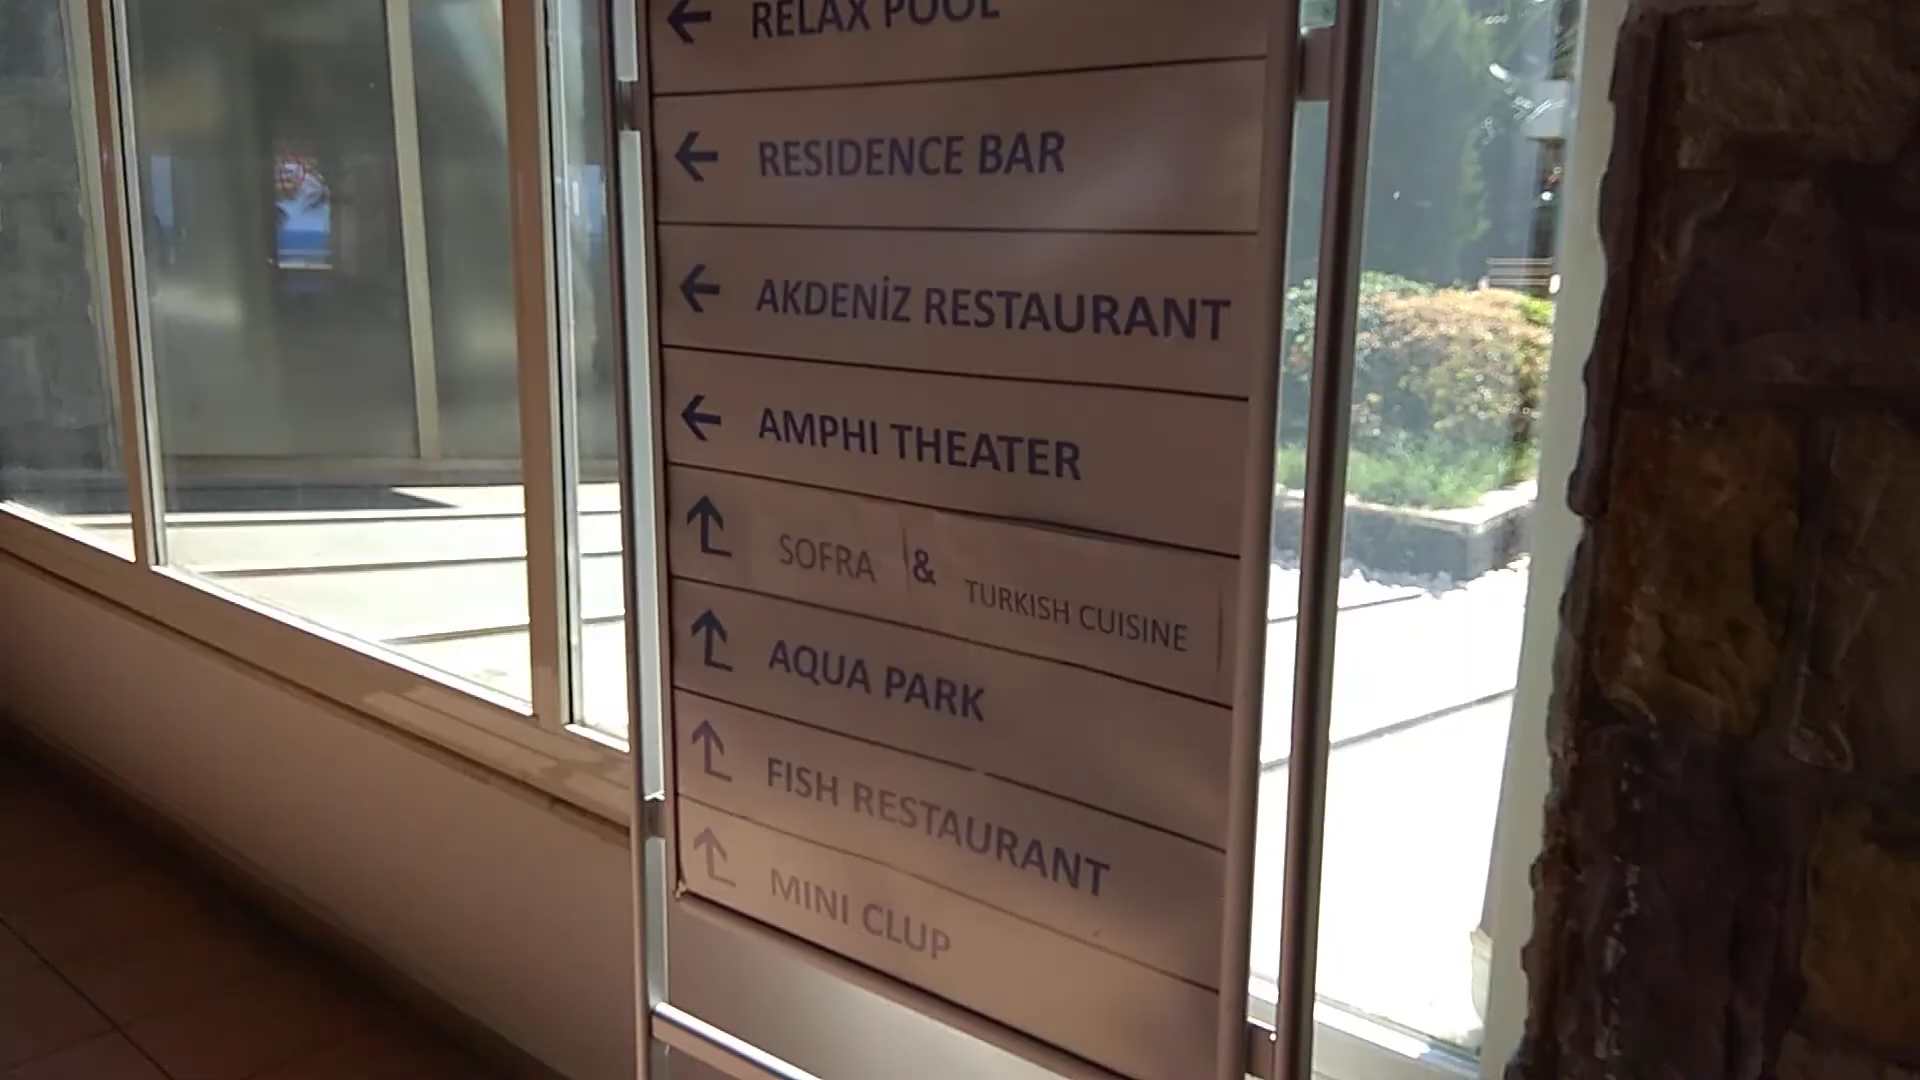 RELAX POOL
RESIDENCE BAR
AKDENİZ RESTAURANT
AMPHI THEATER
SOFRA & TURKISH CUISINE
AQUA PARK
FISH RESTAURANT
MINI CLUP